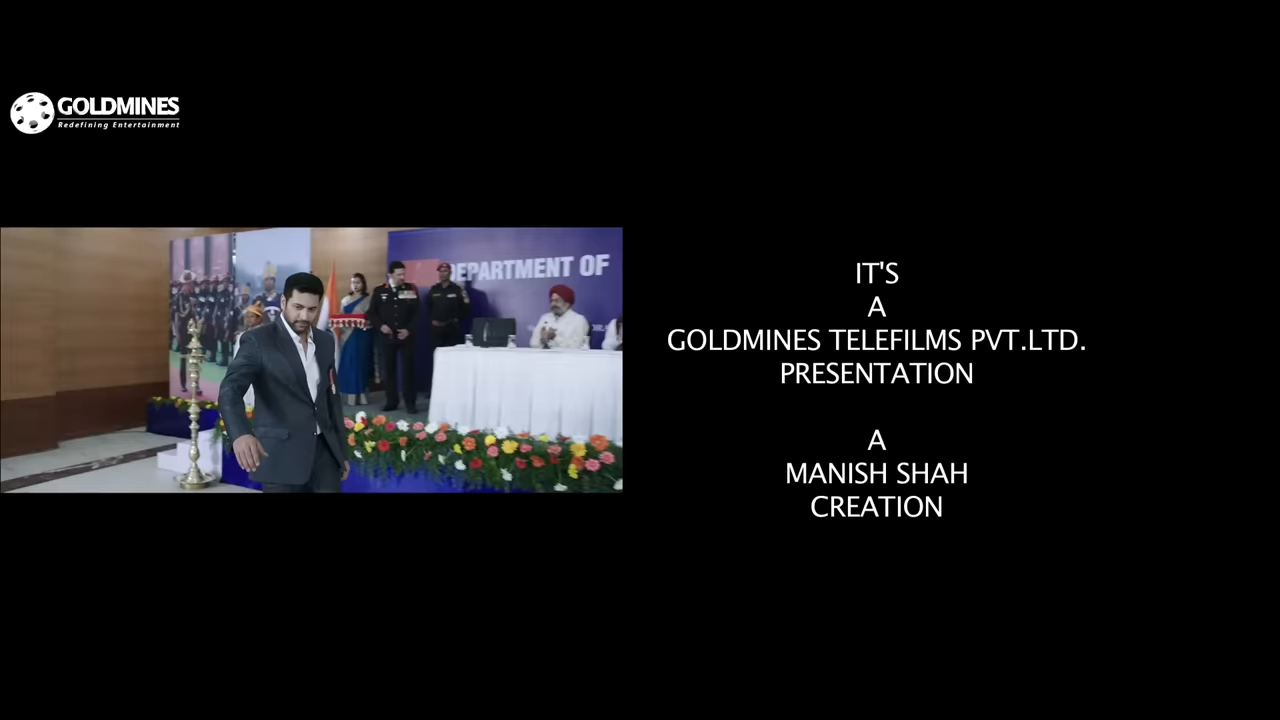 GOLDMINES
Redefining Entertainment
DEPARTMENT OF
IT'S
A
GOLDMINES TELEFILMS PVT.LTD.
PRESENTATION
A
MANISH SHAH
CREATION